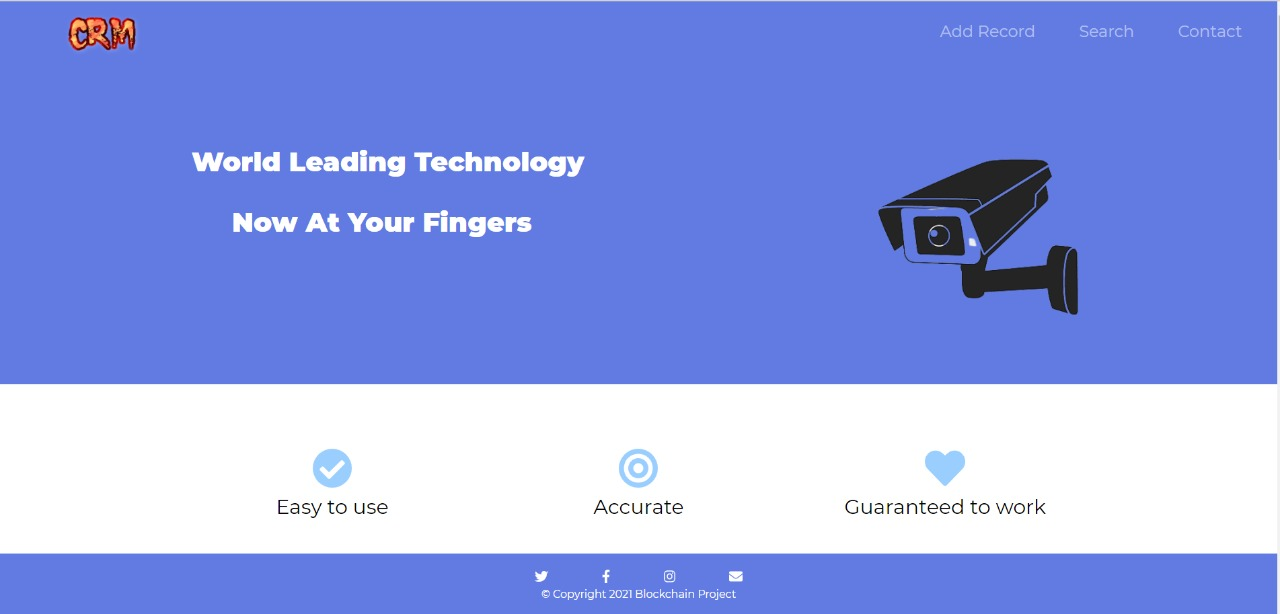 CRM
Add Record
Search
Contact
World Leading Technology
Now At Your Fingers
Easy to use
Accurate
Guaranteed to work
© Copyright 2021 Blockchain Project